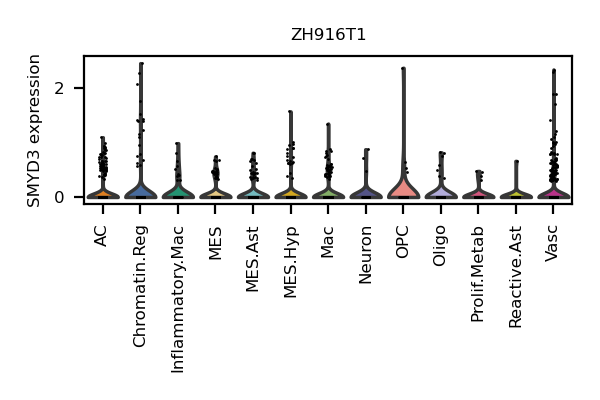 ZH916T1
SMYD3 expression
2
0
AC
Chromatin.Reg
Inflammatory.Mac
MES
MES.Ast
MES.Hyp
Mac
Neuron
OPC
Oligo
Prolif.Metab
Reactive.Ast
Vasc